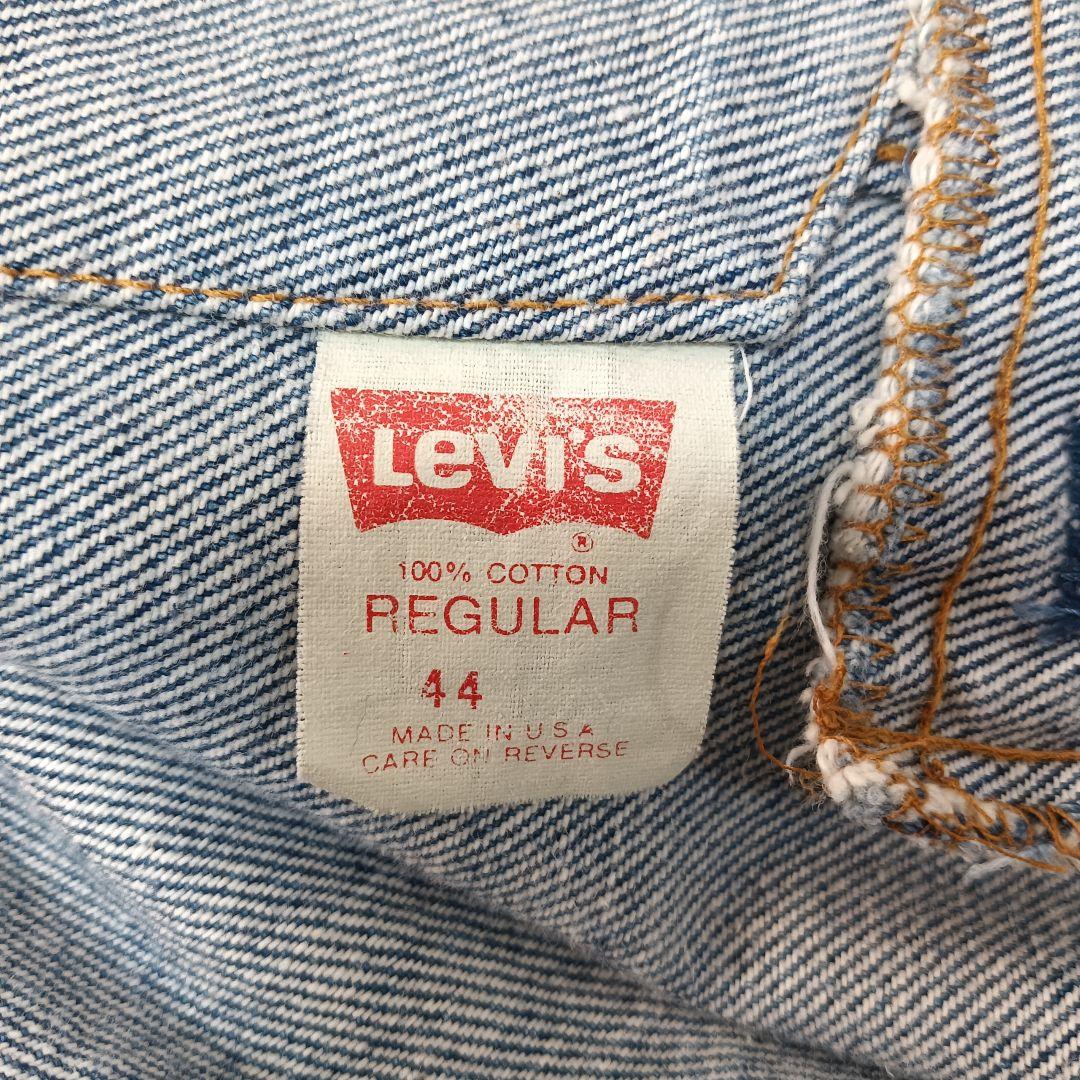 Levi's
®
100% COTTON
REGULAR
44
MADE IN U S A
CARE ON REVERSE